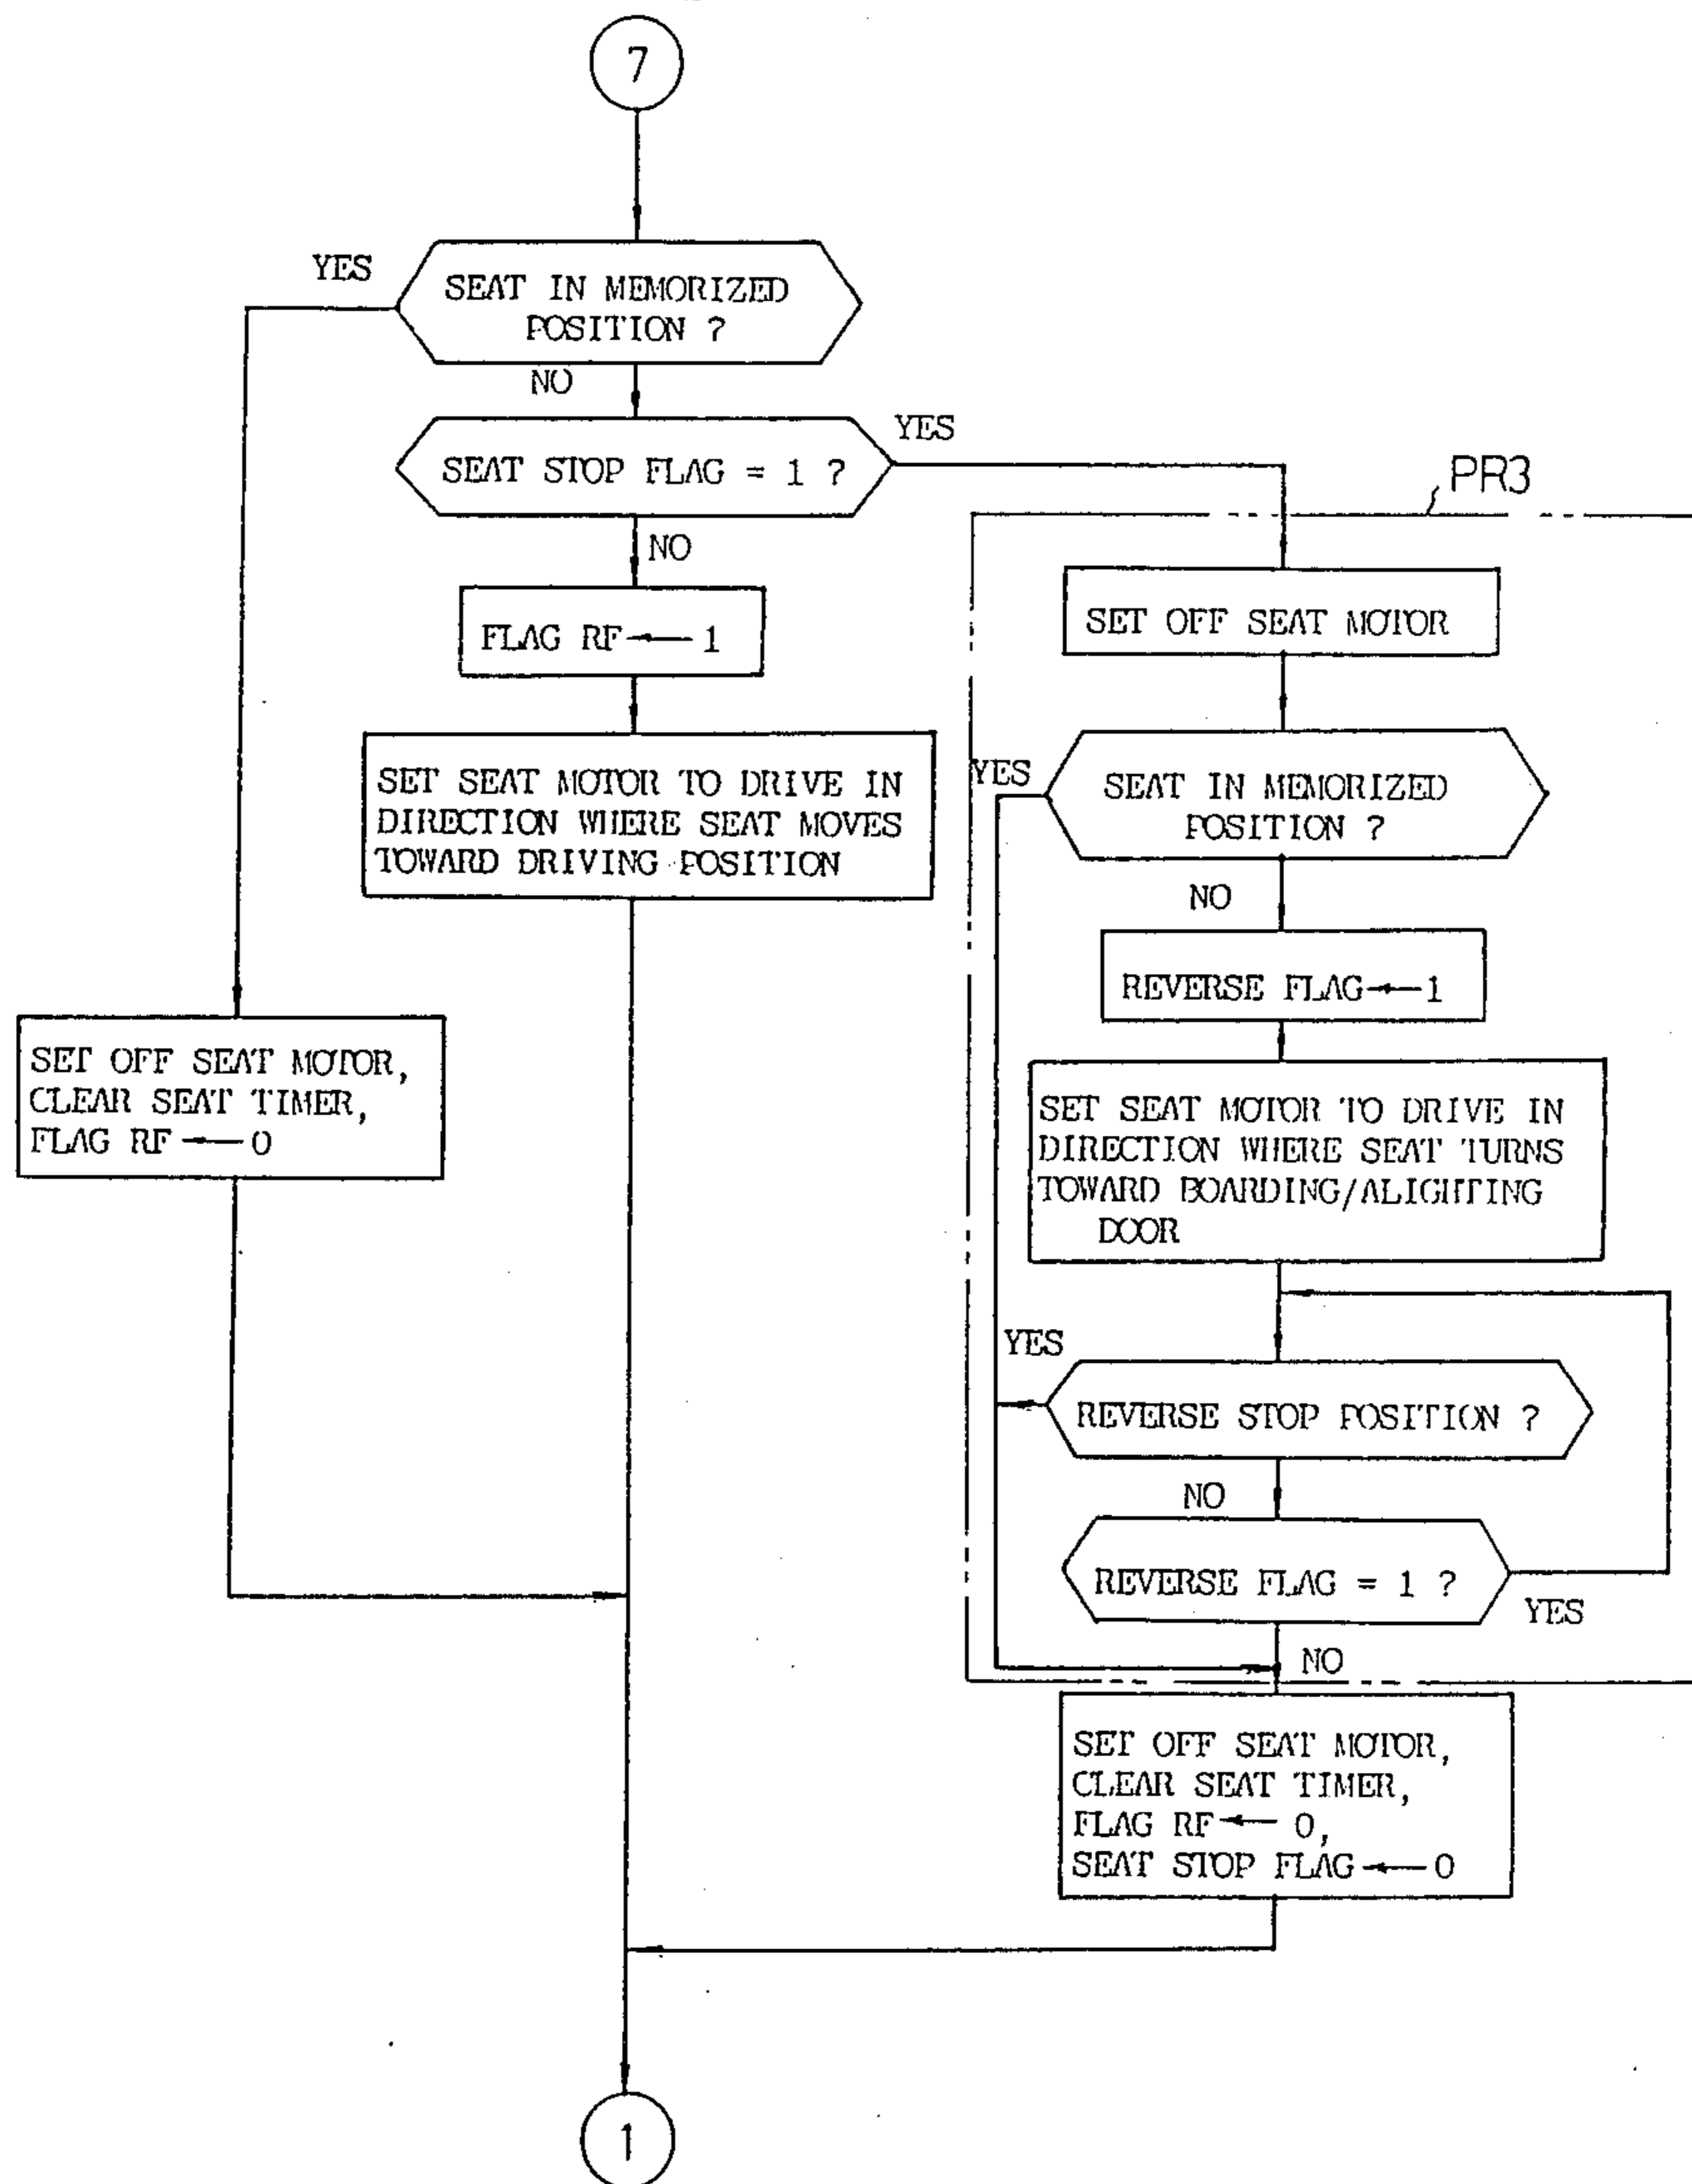 7
YES
SEAT IN MEMORIZED
POSITION ?
NO
YES
SEAT STOP FLAG = 1 ?
PR3
NO
FLAG RF ← 1
SET OFF SEAT MOTOR
SET SEAT MOTOR TO DRIVE IN
DIRECTION WHERE SEAT MOVES
TOWARD DRIVING POSITION
YES
SEAT IN MEMORIZED
POSITION ?
NO
REVERSE FLAG ← 1
SET OFF SEAT MOTOR,
CLEAR SEAT TIMER,
FLAG RF ← 0
SET SEAT MOTOR TO DRIVE IN
DIRECTION WHERE SEAT TURNS
TOWARD BOARDING/ALIGHTING
DOOR
YES
REVERSE STOP POSITION ?
NO
REVERSE FLAG = 1 ?
YES
NO
SET OFF SEAT MOTOR,
CLEAR SEAT TIMER,
FLAG RF ← 0,
SEAT STOP FLAG ← 0
1